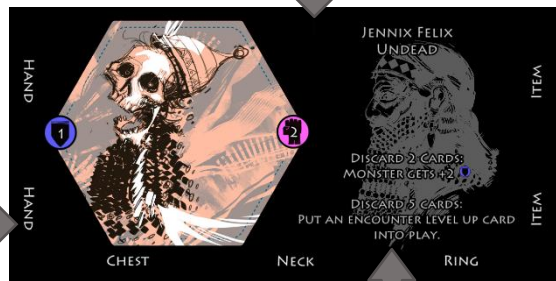 JENNIX FELIX
UNDEAD
HAND
ITEM
1
2
DISCARD 2 CARDS:
MONSTER GETS +2
HAND
ITEM
DISCARD 5 CARDS:
PUT AN ENCOUNTER LEVEL UP CARD
INTO PLAY.
CHEST
NECK
RING